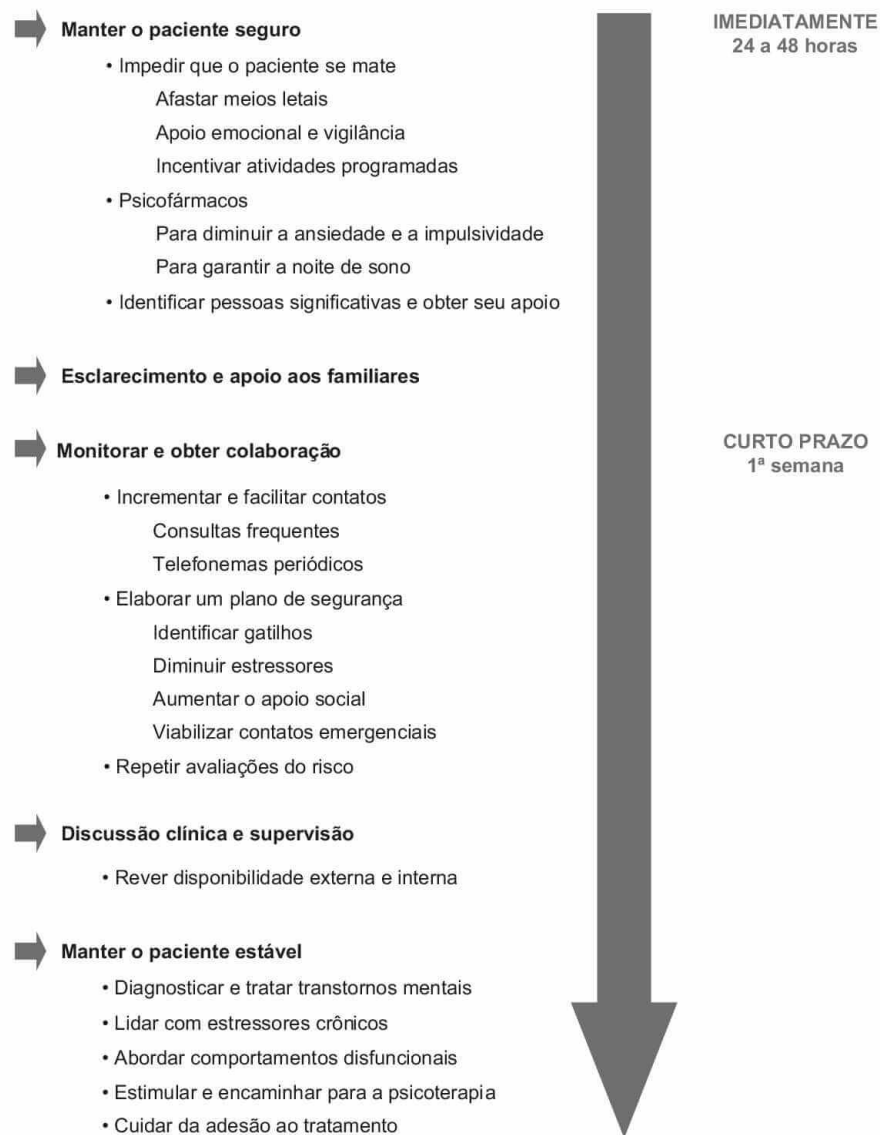 Manter o paciente seguro
IMEDIATAMENTE
24 a 48 horas
• Impedir que o paciente se mate
Afastar meios letais
Apoio emocional e vigilância
Incentivar atividades programadas
• Psicofármacos
Para diminuir a ansiedade e a impulsividade
Para garantir a noite de sono
• Identificar pessoas significativas e obter seu apoio
Esclarecimento e apoio aos familiares
Monitorar e obter colaboração
CURTO PRAZO
1ª semana
• Incrementar e facilitar contatos
Consultas frequentes
Telefonemas periódicos
• Elaborar um plano de segurança
Identificar gatilhos
Diminuir estressores
Aumentar o apoio social
Viabilizar contatos emergenciais
• Repetir avaliações do risco
Discussão clínica e supervisão
• Rever disponibilidade externa e interna
Manter o paciente estável
• Diagnosticar e tratar transtornos mentais
• Lidar com estressores crônicos
• Abordar comportamentos disfuncionais
• Estimular e encaminhar para a psicoterapia
• Cuidar da adesão ao tratamento